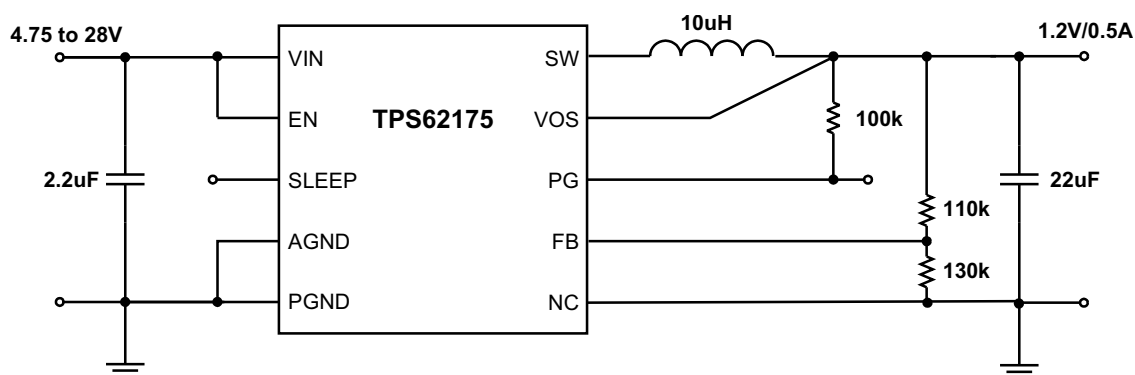 4.75 to 28V
10uH
1.2V/0.5A
VIN
SW
TPS62175
EN
VOS
100k
2.2uF
SLEEP
PG
22uF
110k
AGND
FB
130k
PGND
NC